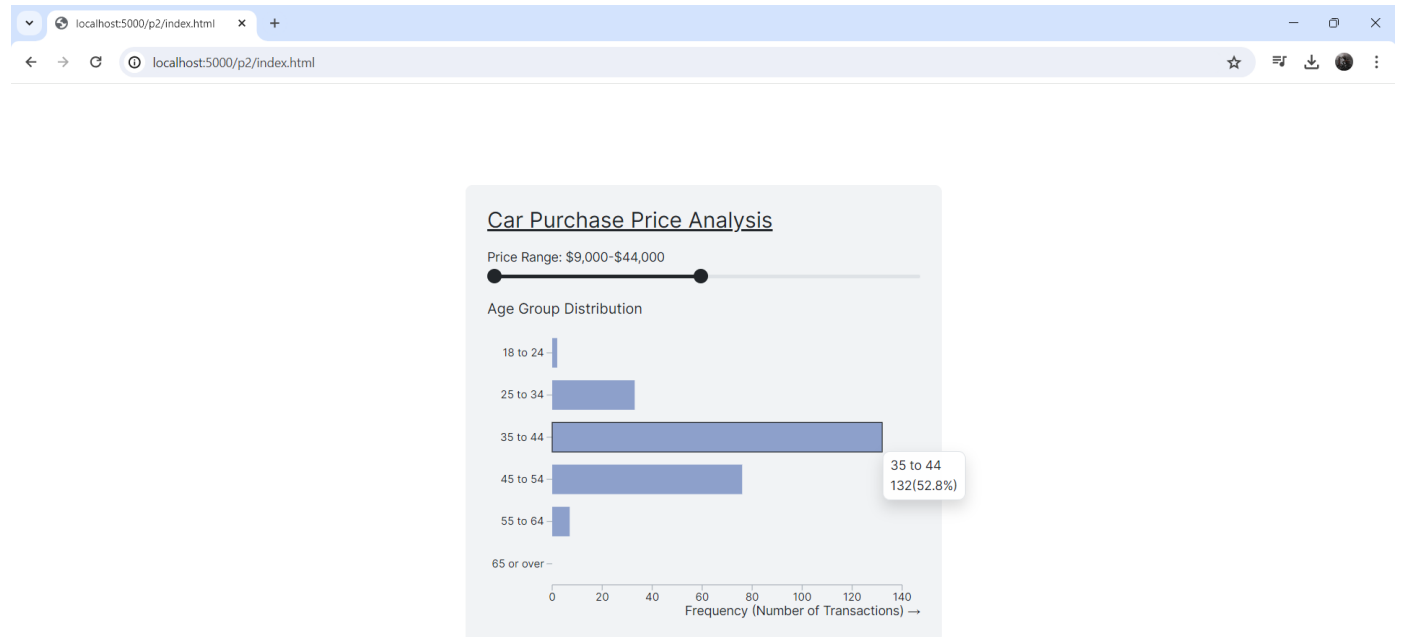 localhost:5000/p2/index.html
localhost:5000/p2/index.html
Car Purchase Price Analysis
Price Range: $9,000-$44,000
Age Group Distribution
18 to 24
25 to 34
35 to 44
35 to 44
132(52.8%)
45 to 54
55 to 64
65 or over
0 20 40 60 80 100 120 140
Frequency (Number of Transactions) →